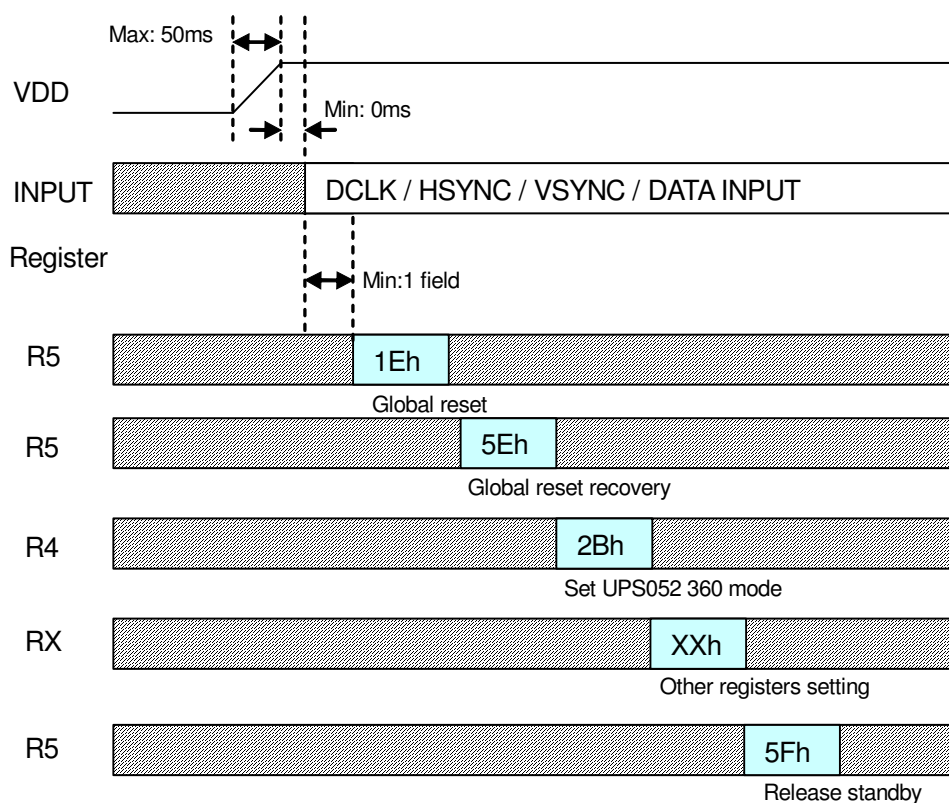 Max: 50ms
VDD
Min: 0ms
INPUT
DCLK / HSYNC / VSYNC / DATA INPUT
Register
Min:1 field
R5
1Eh
Global reset
R5
5Eh
Global reset recovery
R4
2Bh
Set UPS052 360 mode
RX
XXh
Other registers setting
R5
5Fh
Release standby